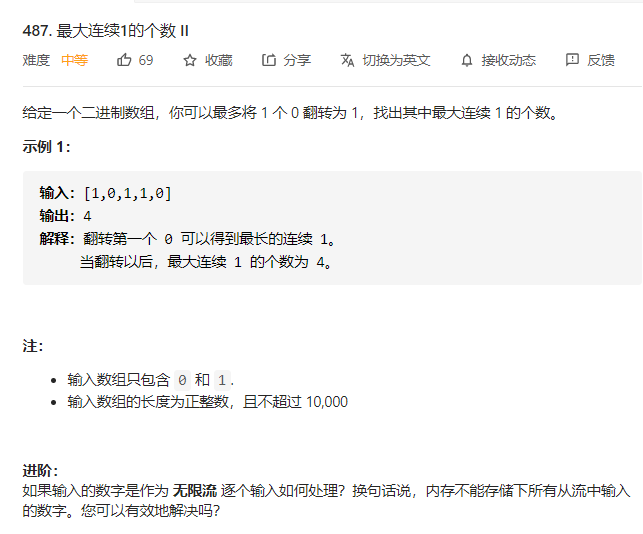 487. 最大连续1的个数 II
难度 中等 69 收藏 分享 切换为英文 接收动态 反馈
给定一个二进制数组，你可以最多将 1 个 0 翻转为 1，找出其中最大连续 1 的个数。
示例 1：
输入：[1,0,1,1,0]
输出：4
解释：翻转第一个 0 可以得到最长的连续 1。
当翻转以后，最大连续 1 的个数为 4。
注：
输入数组只包含 0 和 1.
输入数组的长度为正整数，且不超过 10,000
进阶：
如果输入的数字是作为 无限流 逐个输入如何处理？换句话说，内存不能存储下所有从流中输入
的数字。您可以有效地解决吗？